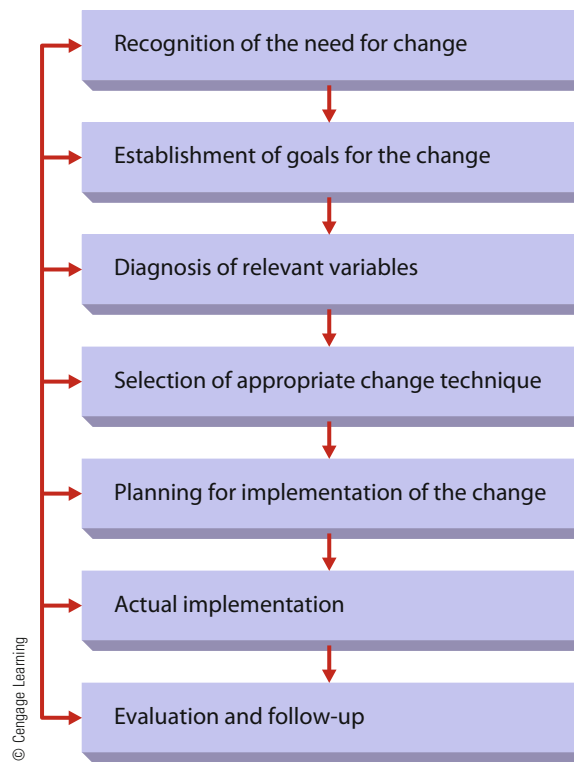 Recognition of the need for change
Establishment of goals for the change
Diagnosis of relevant variables
Selection of appropriate change technique
Planning for implementation of the change
Actual implementation
Evaluation and follow-up
© Cengage Learning